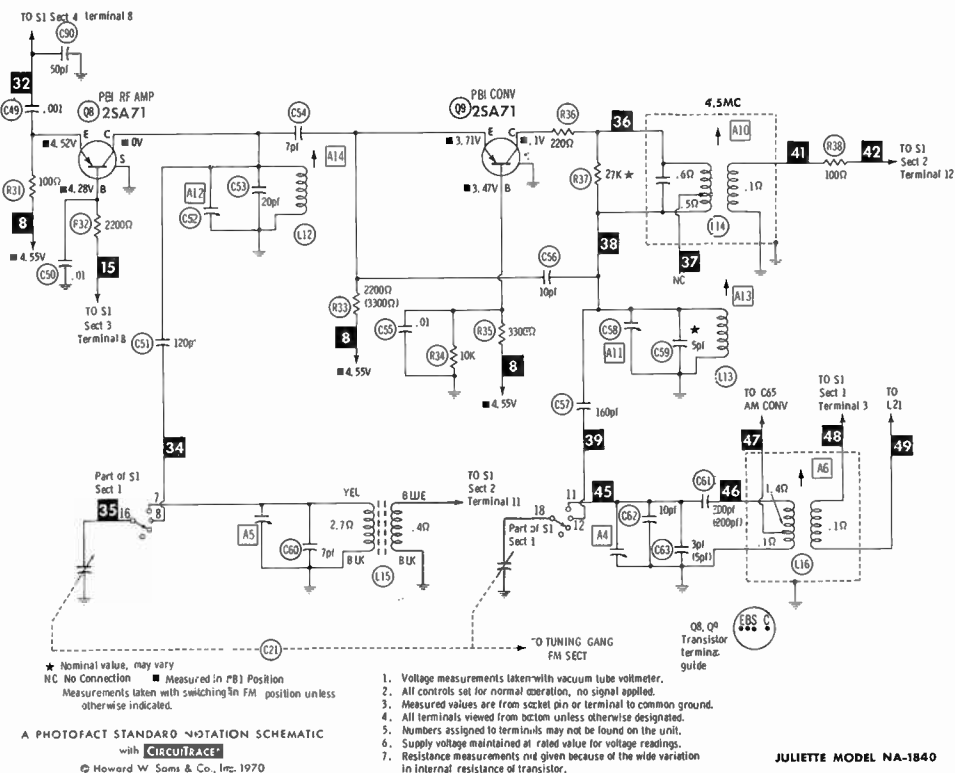 TO S1 Sect 4 Terminal 8
C90
50pf
32
C49
.001
PBI RF AMP
Q8 2SA71
C54
7pf
4.52V
E
C
0V
S
R31
100Ω
4.28V
B
8
4.55V
R32
2200Ω
C50
.01
15
TO S1
Sect 3
Terminal 8
C51
120pf
A12
C52
C53
20pf
A14
L12
PBI CONV
Q9 2SA71
R36
220Ω
3.71V
E
C
.1V
3.47V
B
36
R37
27K ★
4.5MC
A10
.6Ω
.5Ω
.1Ω
L14
37
NC
41
R38
100Ω
42
TO S1
Sect 2
Terminal 12
38
C56
10pf
R33
2200Ω
(3300Ω)
8
4.55V
C55
.01
R34
10K
R35
3300Ω
8
4.55V
C58
A11
C59
★
5pf
A13
L13
C57
160pf
39
34
Part of S1
Sect 1
35
16
7
8
A5
C60
7pf
YEL
2.7Ω
BLK
BLUE
.4Ω
BLK
L15
TO S1
Sect 2
Terminal 11
18
11
12
Part of S1
Sect 1
45
A4
C62
10pf
C63
3pf
(5pf)
C61
(200pf)
46
TO C65
AM CONV
47
TO S1
Sect 1
Terminal 3
48
TO
L21
49
A6
1.4Ω
.1Ω
.1Ω
L16
C21
TO TUNING GANG
FM SECT
Q8, Q9
Transistor
terminal
guide
EBS C
★ Nominal value, may vary
NC No Connection ■ Measured in PBI Position
Measurements taken with switching in FM position unless
otherwise indicated.
A PHOTOFACT STANDARD NOTATION SCHEMATIC
with CIRCUITRACE®
© Howard W. Sams & Co., Inc. 1970
1. Voltage measurements taken with vacuum tube voltmeter.
2. All controls set for normal operation, no signal applied.
3. Measured values are from socket pin or terminal to common ground.
4. All terminals viewed from bottom unless otherwise designated.
5. Numbers assigned to terminals may not be found on the unit.
6. Supply voltage maintained at rated value for voltage readings.
7. Resistance measurements not given because of the wide variation
in internal resistance of transistor.
JULIETTE MODEL NA-1840